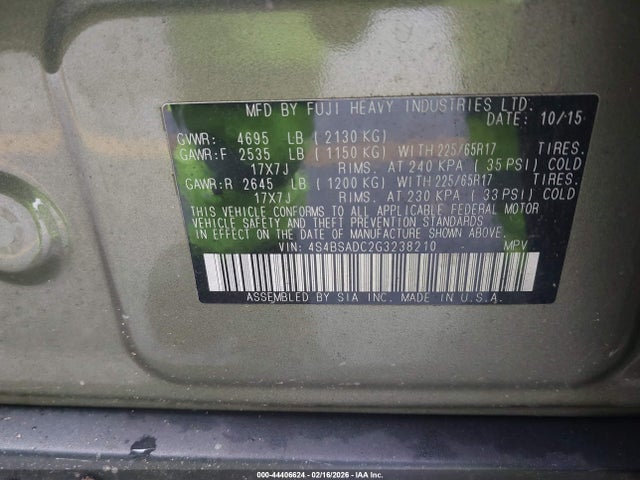 MFD BY FUJI HEAVY INDUSTRIES LTD.
DATE: 10/15
GVWR: 4695 LB (2130 KG)
GAWR:F 2535 LB (1150 KG) WITH 225/65R17 TIRES.
17X7J RIMS. AT 240 KPA (35 PSI) COLD
GAWR:R 2645 LB (1200 KG) WITH 225/65R17 TIRES.
17X7J RIMS. AT 230 KPA (33 PSI) COLD
THIS VEHICLE CONFORMS TO ALL APPLICABLE FEDERAL MOTOR
VEHICLE SAFETY AND THEFT PREVENTION STANDARDS
IN EFFECT ON THE DATE OF MANUFACTURE SHOWN ABOVE.
VIN: 4S4BSADC2G3238210 MPV
ASSEMBLED BY SIA INC. MADE IN U.S.A.
000-44406624 - 02/16/2026 - IAA Inc.